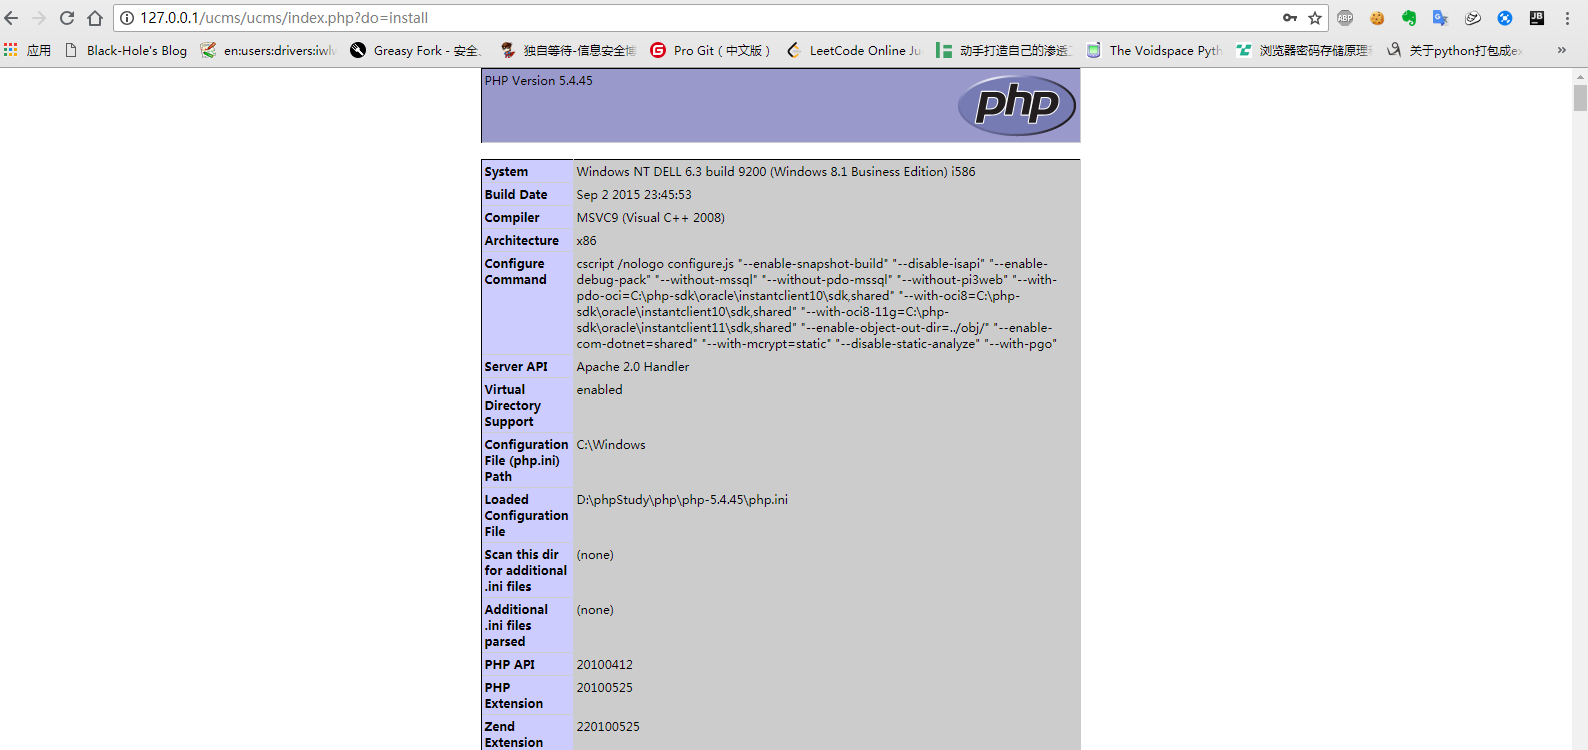 127.0.0.1/ucms/ucms/index.php?do=install
ABP
JB
应用
Black-Hole's Blog
en:users:drivers:iwlw
Greasy Fork - 安全、
独自等待-信息安全博
Pro Git（中文版）
LeetCode Online Ju
动手打造自己的渗透工
The Voidspace Pyth
浏览器密码存储原理和
关于python打包成ex
»
PHP Version 5.4.45
php
System
Windows NT DELL 6.3 build 9200 (Windows 8.1 Business Edition) i586
Build Date
Sep 2 2015 23:45:53
Compiler
MSVC9 (Visual C++ 2008)
Architecture
x86
Configure
Command
cscript /nologo configure.js "--enable-snapshot-build" "--disable-isapi" "--enable-
debug-pack" "--without-mssql" "--without-pdo-mssql" "--without-pi3web" "--with-
pdo-oci=C:\php-sdk\oracle\instantclient10\sdk,shared" "--with-oci8=C:\php-
sdk\oracle\instantclient10\sdk,shared" "--with-oci8-11g=C:\php-
sdk\oracle\instantclient11\sdk,shared" "--enable-object-out-dir=../obj/" "--enable-
com-dotnet=shared" "--with-mcrypt=static" "--disable-static-analyze" "--with-pgo"
Server API
Apache 2.0 Handler
Virtual
Directory
Support
enabled
Configuration
File (php.ini)
Path
C:\Windows
Loaded
Configuration
File
D:\phpStudy\php\php-5.4.45\php.ini
Scan this dir
for additional
.ini files
(none)
Additional
.ini files
parsed
(none)
PHP API
20100412
PHP
Extension
20100525
Zend
Extension
220100525